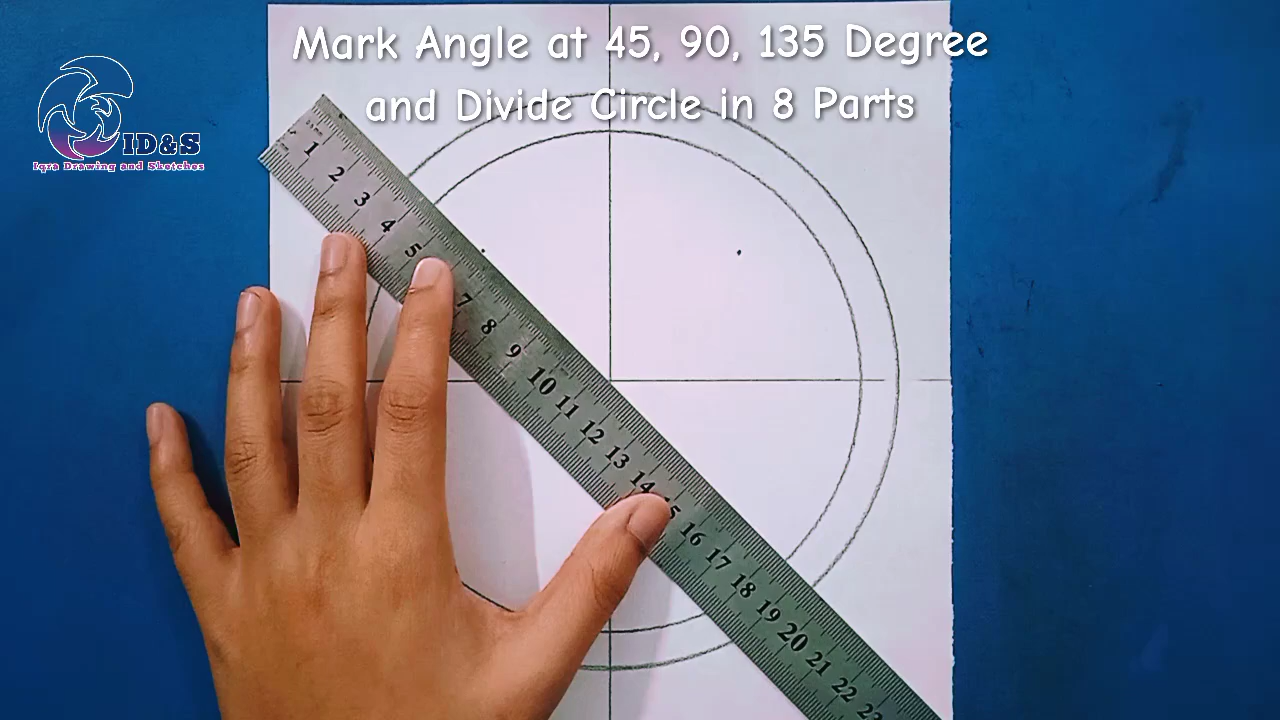 Mark Angle at 45, 90, 135 Degree
and Divide Circle in 8 Parts
ID&S
Iqra Drawing and Sketches
1 2 3 4 5 7 8 9 10 11 12 13 14 15 16 17 18 19 20 21 22 23